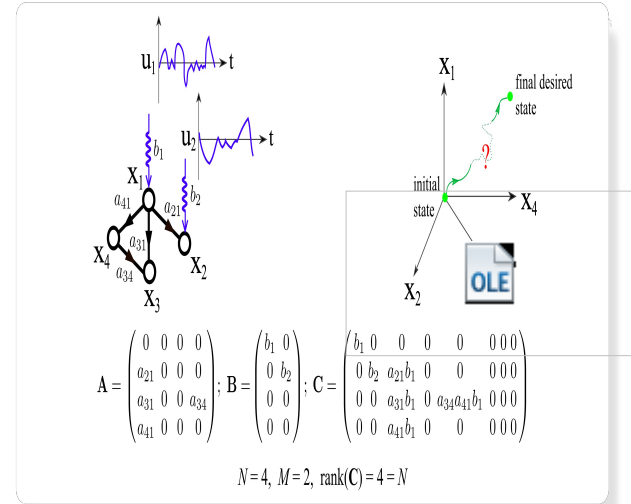 u1 t
u2 t
b1
b2
X1
a41 a21
a31
X4 X2
a34
X3
X1
final desired
state
?
initial
state
X4
X2
OLE
A = ( 0 0 0 0 ; B = ( b1 0 ; C = ( b1 0 0 0 0 0 0 0
a21 0 0 0 0 b2 0 b2 a21b1 0 0 0 0 0
a31 0 0 a34 0 0 0 0 a31b1 0 a34a41b1 0 0 0
a41 0 0 0 ) 0 0 ) 0 0 a41b1 0 0 0 0 0 )
N = 4, M = 2, rank(C) = 4 = N